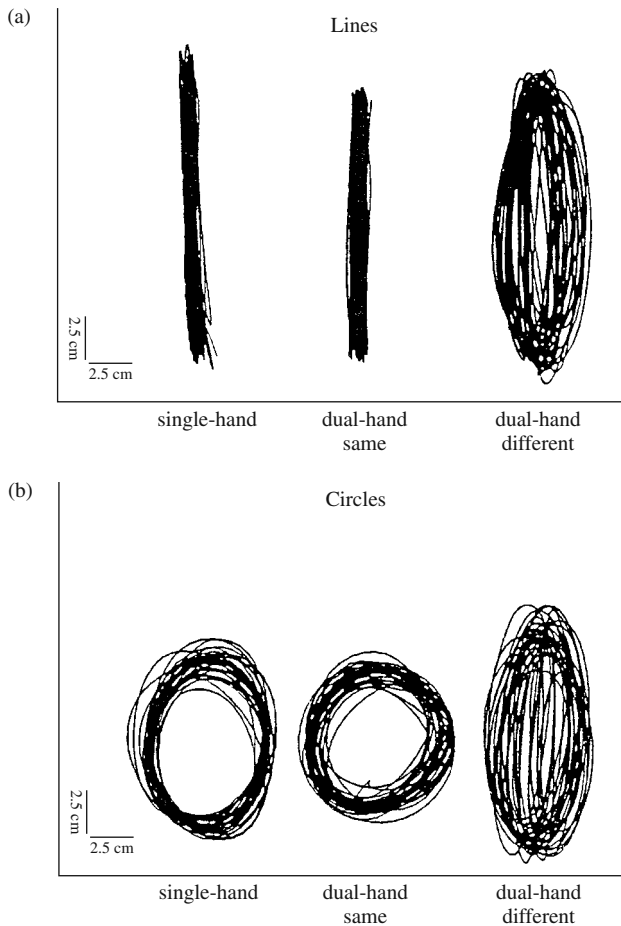 (a)
Lines
2.5 cm
2.5 cm
single-hand
dual-hand
same
dual-hand
different
(b)
Circles
2.5 cm
2.5 cm
single-hand
dual-hand
same
dual-hand
different